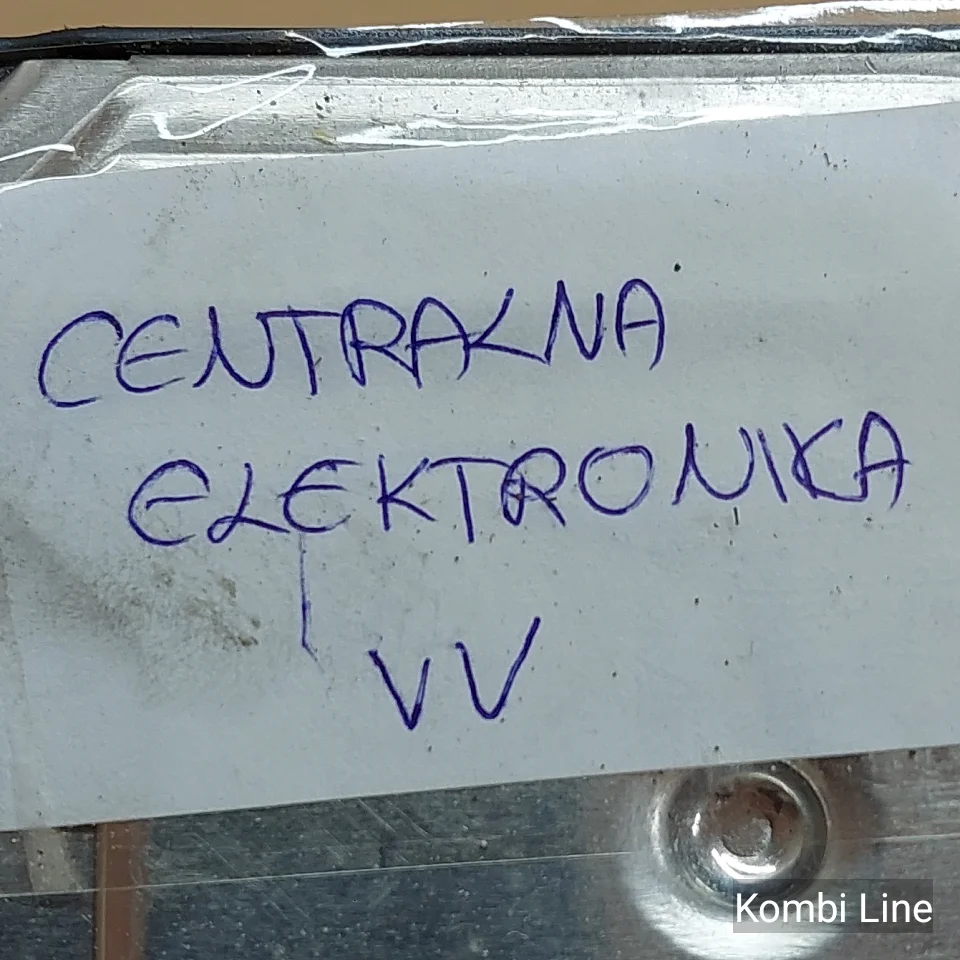 CENTRALNA
ELEKTRONIKA
VV
Kombi Line